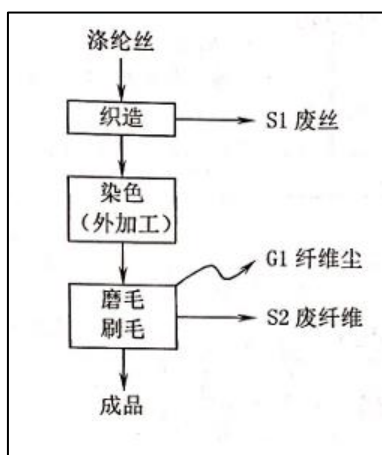 涤纶丝
织造
S1 废丝
染色
（外加工）
G1 纤维尘
磨毛
刷毛
S2 废纤维
成品